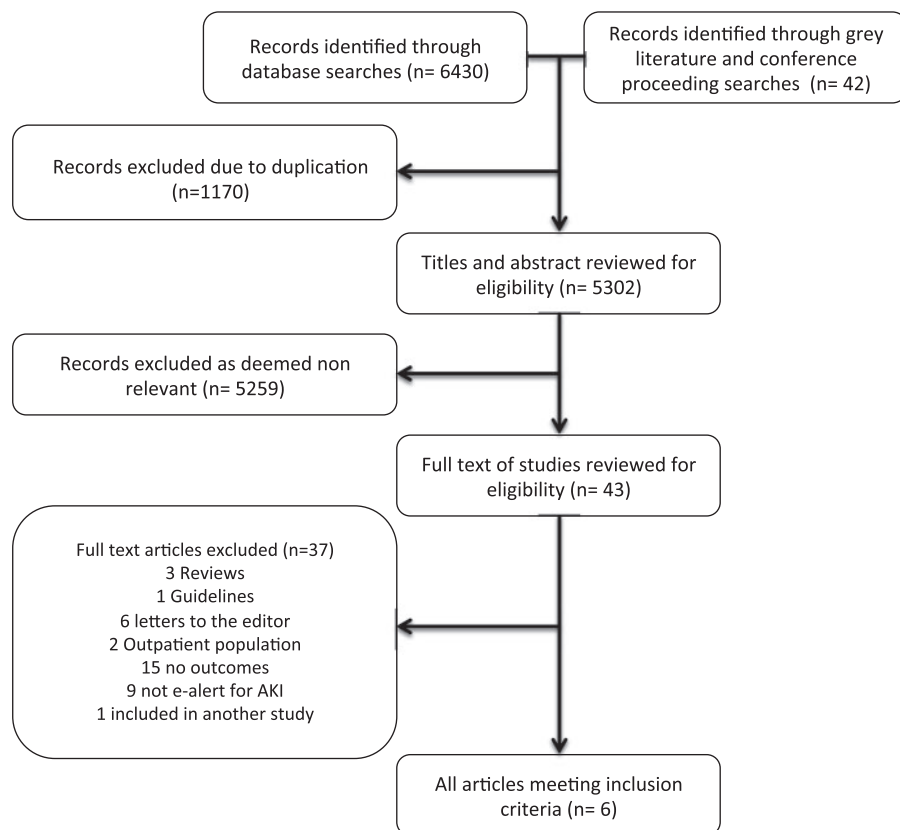 Records identified through
database searches (n= 6430)
Records identified through grey
literature and conference
proceeding searches (n= 42)
Records excluded due to duplication
(n=1170)
Titles and abstract reviewed for
eligibility (n= 5302)
Records excluded as deemed non
relevant (n= 5259)
Full text of studies reviewed for
eligibility (n= 43)
Full text articles excluded (n=37)
3 Reviews
1 Guidelines
6 letters to the editor
2 Outpatient population
15 no outcomes
9 not e-alert for AKI
1 included in another study
All articles meeting inclusion
criteria (n= 6)